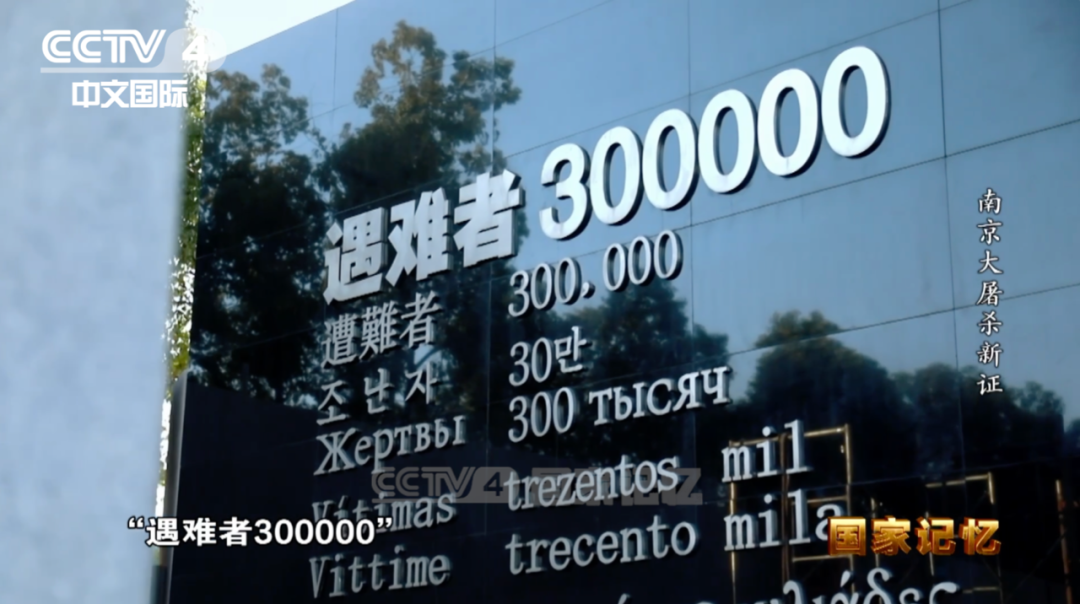 CCTV 4
中文国际
遇难者 300000
遭難者 300,000
조난자 30만
Жертвы 300 тысяч
Vítimas trezentos mil
Vittime trecento mila
南京大屠杀新证
CCTV 4
“遇难者300000”
国家记忆